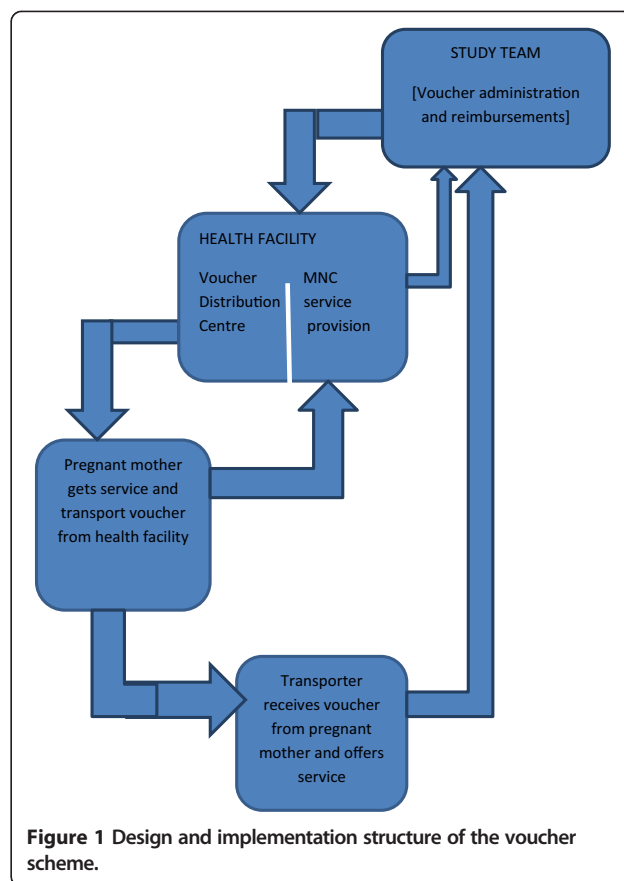 STUDY TEAM
[Voucher administration
and reimbursements]
HEALTH FACILITY
Voucher
Distribution
Centre
MNC
service
provision
Pregnant mother
gets service and
transport voucher
from health facility
Transporter
receives voucher
from pregnant
mother and offers
service
Figure 1 Design and implementation structure of the voucher
scheme.